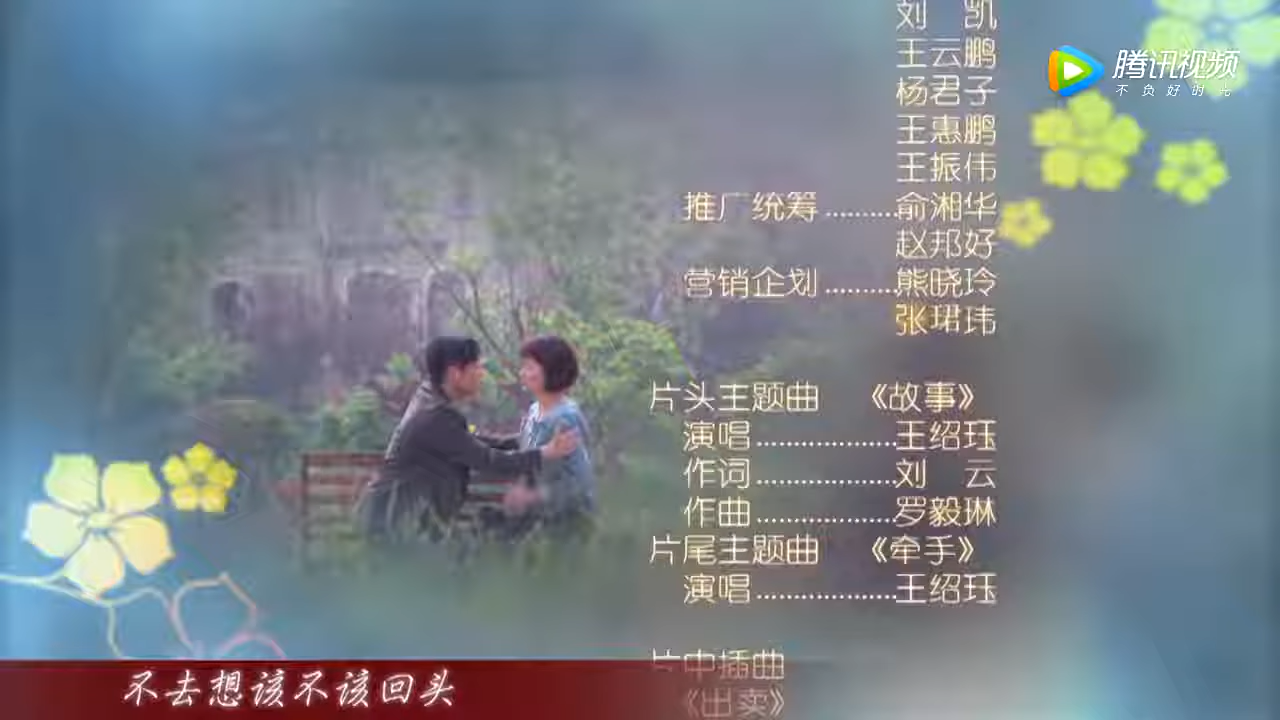 刘 凯
王云鹏
腾讯视频
不负好时光
杨君子
王惠鹏
王振伟
推广统筹..........俞湘华
赵邦好
营销企划..........熊晓玲
张珺玮
片头主题曲 《故事》
演唱...................王绍珏
作词...................刘 云
作曲...................罗毅琳
片尾主题曲 《牵手》
演唱...................王绍珏
片中插曲
《出卖》
不去想该不该回头